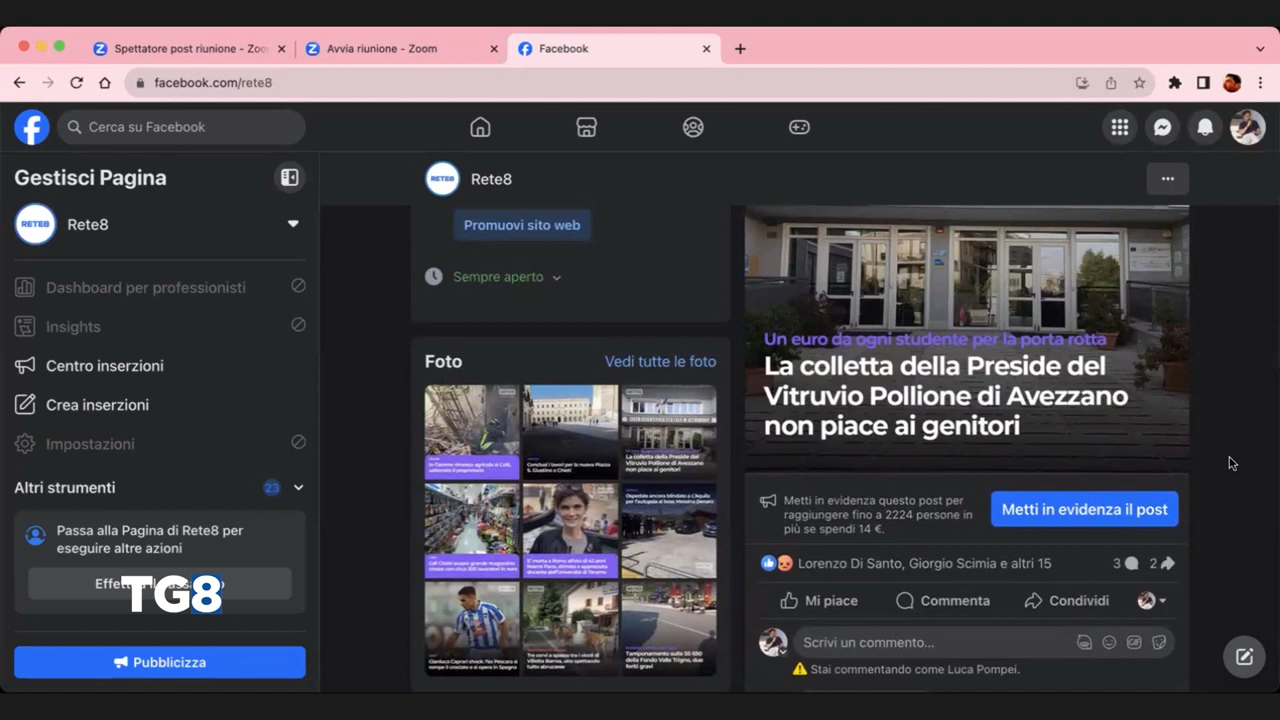 Spettatore post riunione - Zoo
Avvia riunione - Zoom
Facebook
facebook.com/rete8
Cerca su Facebook
Gestisci Pagina
RETE8
Rete8
Dashboard per professionisti
Insights
Centro inserzioni
Crea inserzioni
Impostazioni
Altri strumenti
23
Passa alla Pagina di Rete8 per
eseguire altre azioni
TG8
Pubblicizza
RETE8
Rete8
Promuovi sito web
Sempre aperto
Foto
Vedi tutte le foto
La colletta della Preside del
Vitruvio Pollione di Avezzano
non piace ai genitori
Un euro da ogni studente per la porta rotta
La colletta della Preside del
Vitruvio Pollione di Avezzano
non piace ai genitori
Metti in evidenza questo post per
raggiungere fino a 2224 persone in
più se spendi 14 €.
Metti in evidenza il post
Lorenzo Di Santo, Giorgio Scimia e altri 15
3
2
Mi piace
Commenta
Condividi
Scrivi un commento...
GIF
Stai commentando come Luca Pompei.